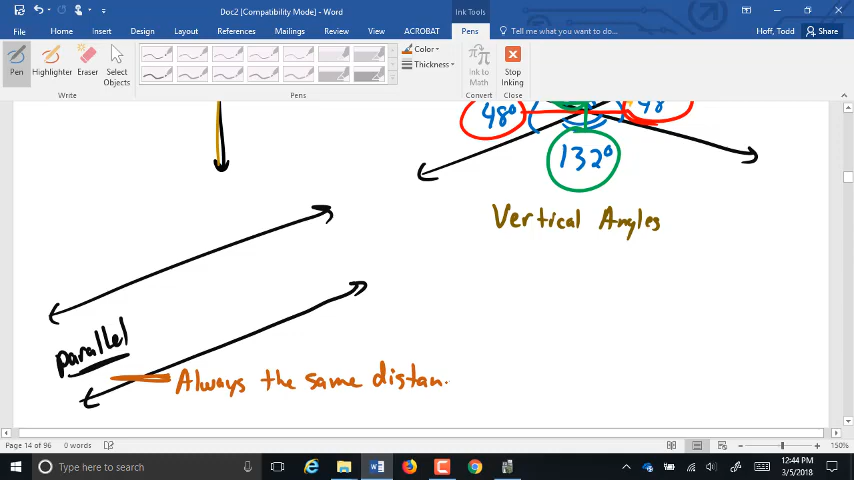 Doc2 [Compatibility Mode] - Word
Ink Tools
Hoff, Todd
File Home Insert Design Layout References Mailings Review View ACROBAT Pens Tell me what you want to do... Share
Pen Highlighter Eraser Select Objects
Color
Thickness
Ink to Math
Stop Inking
Write Pens Convert Close
48° 48
132°
Vertical Angles
parallel
Always the same distan
Page 14 of 96 0 words 150%
Type here to search
12:44 PM
3/5/2018